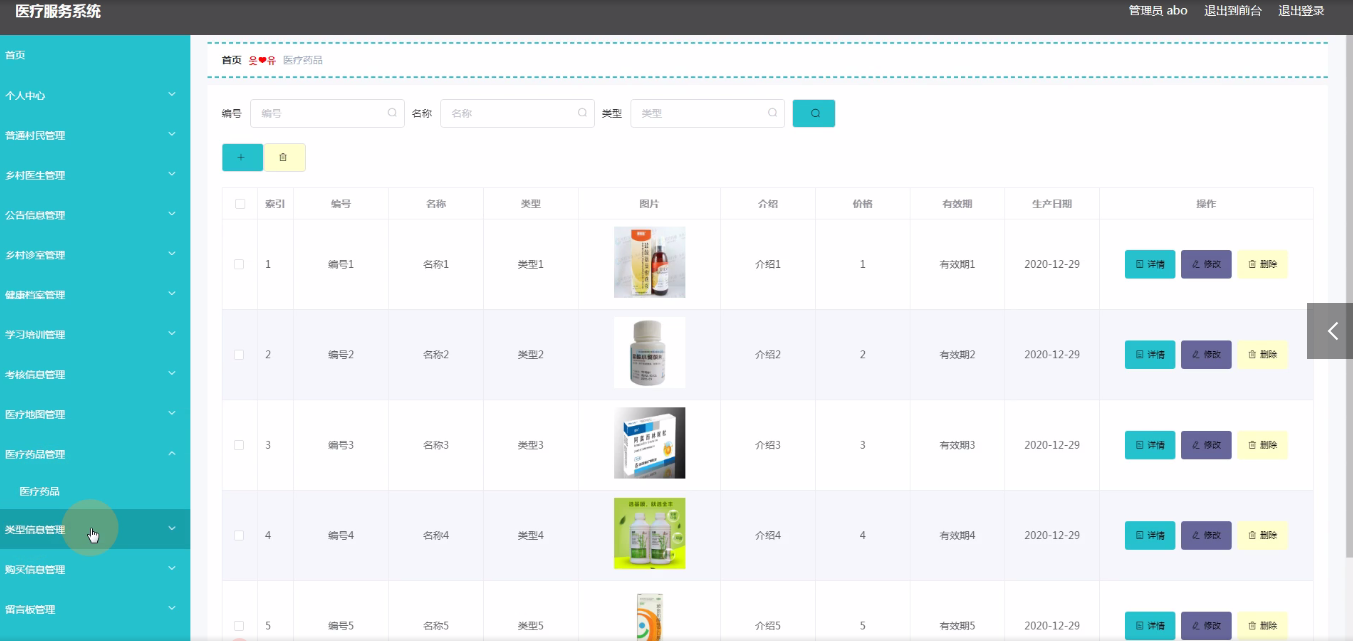 医疗服务系统
管理员 abo 退出到前台 退出登录
首页
个人中心
普通村民管理
乡村医生管理
公告信息管理
乡村诊室管理
健康档案管理
学习培训管理
考核信息管理
医疗地图管理
医疗药品管理
医疗药品
类型信息管理
购买信息管理
留言板管理
首页 웃❤유 医疗药品
编号 编号 名称 名称 类型 类型
索引 编号 名称 类型 图片 介绍 价格 有效期 生产日期 操作
1 编号1 名称1 类型1 介绍1 1 有效期1 2020-12-29 详情 修改 删除
2 编号2 名称2 类型2 介绍2 2 有效期2 2020-12-29 详情 修改 删除
3 编号3 名称3 类型3 介绍3 3 有效期3 2020-12-29 详情 修改 删除
4 编号4 名称4 类型4 介绍4 4 有效期4 2020-12-29 详情 修改 删除
5 编号5 名称5 类型5 介绍5 5 有效期5 2020-12-29 详情 修改 删除